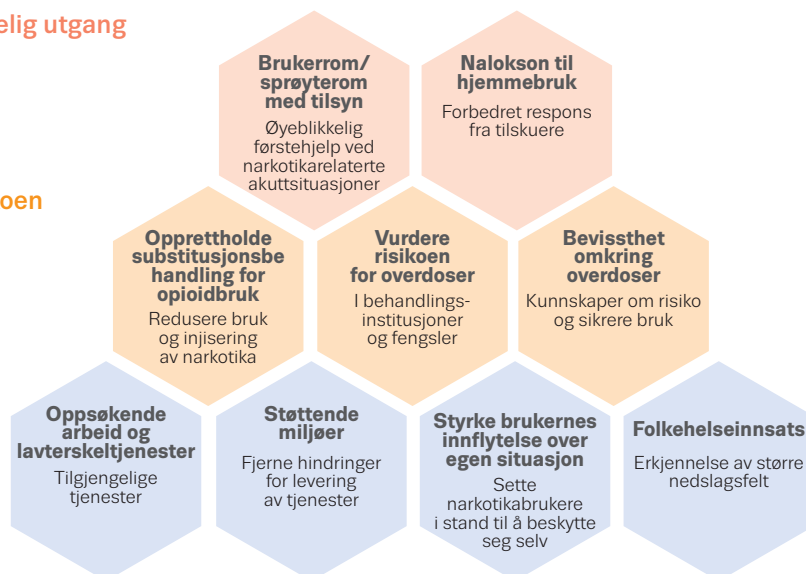 elig utgang
Brukerrom/
sprøyterom
med tilsyn
Øyeblikkelig
førstehjelp ved
narkotikarelaterte
akuttsituasjoner
Nalokson til
hjemmebruk
Forbedret respons
fra tilskuere
oen
Opprettholde
substitusjonsbe
handling for
opioidbruk
Redusere bruk
og injisering
av narkotika
Vurdere
risikoen
for overdoser
I behandlings-
institusjoner
og fengsler
Bevissthet
omkring
overdoser
Kunnskaper om risiko
og sikrere bruk
Oppsøkende
arbeid og
lavterskeltjenester
Tilgjengelige
tjenester
Støttende
miljøer
Fjerne hindringer
for levering
av tjenester
Styrke brukernes
innflytelse over
egen situasjon
Sette
narkotikabrukere
i stand til å beskytte
seg selv
Folkehelseinnsats
Erkjennelse av større
nedslagsfelt